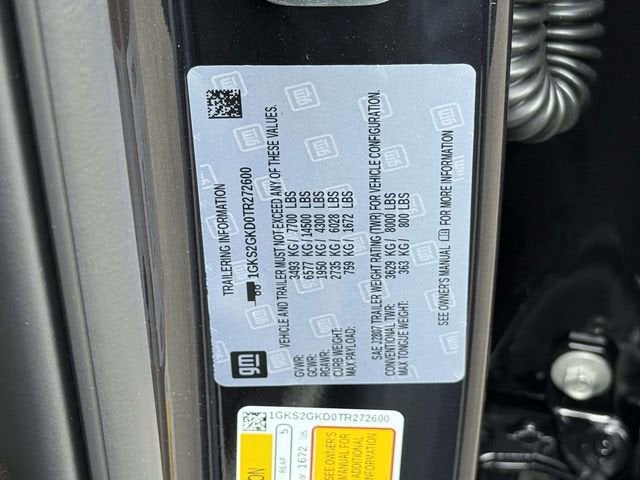 TRAILERING INFORMATION
1GKS2GKD0TR272600
VEHICLE AND TRAILER MUST NOT EXCEED ANY OF THESE VALUES.
GVWR: 3493 KG/ 7700 LBS
GCWR: 6577 KG/ 14500 LBS
RGAWR: 1950 KG/ 4300 LBS
CURB WEIGHT: 2735 KG/ 6028 LBS
MAX PAYLOAD: 759 KG/ 1672 LBS
SAE J2807 TRAILER WEIGHT RATING (TWR) FOR VEHICLE CONFIGURATION.
CONVENTIONAL TWR: 3629 KG/ 8000 LBS
MAX TONGUE WEIGHT: 363 KG/ 800 LBS
SEE OWNER'S MANUAL FOR MORE INFORMATION
gm
1GKS2GKD0TR272600
REAR 5
or 1672
SEE OWNER'S
MANUAL FOR
ADDITIONAL
INFORMATION